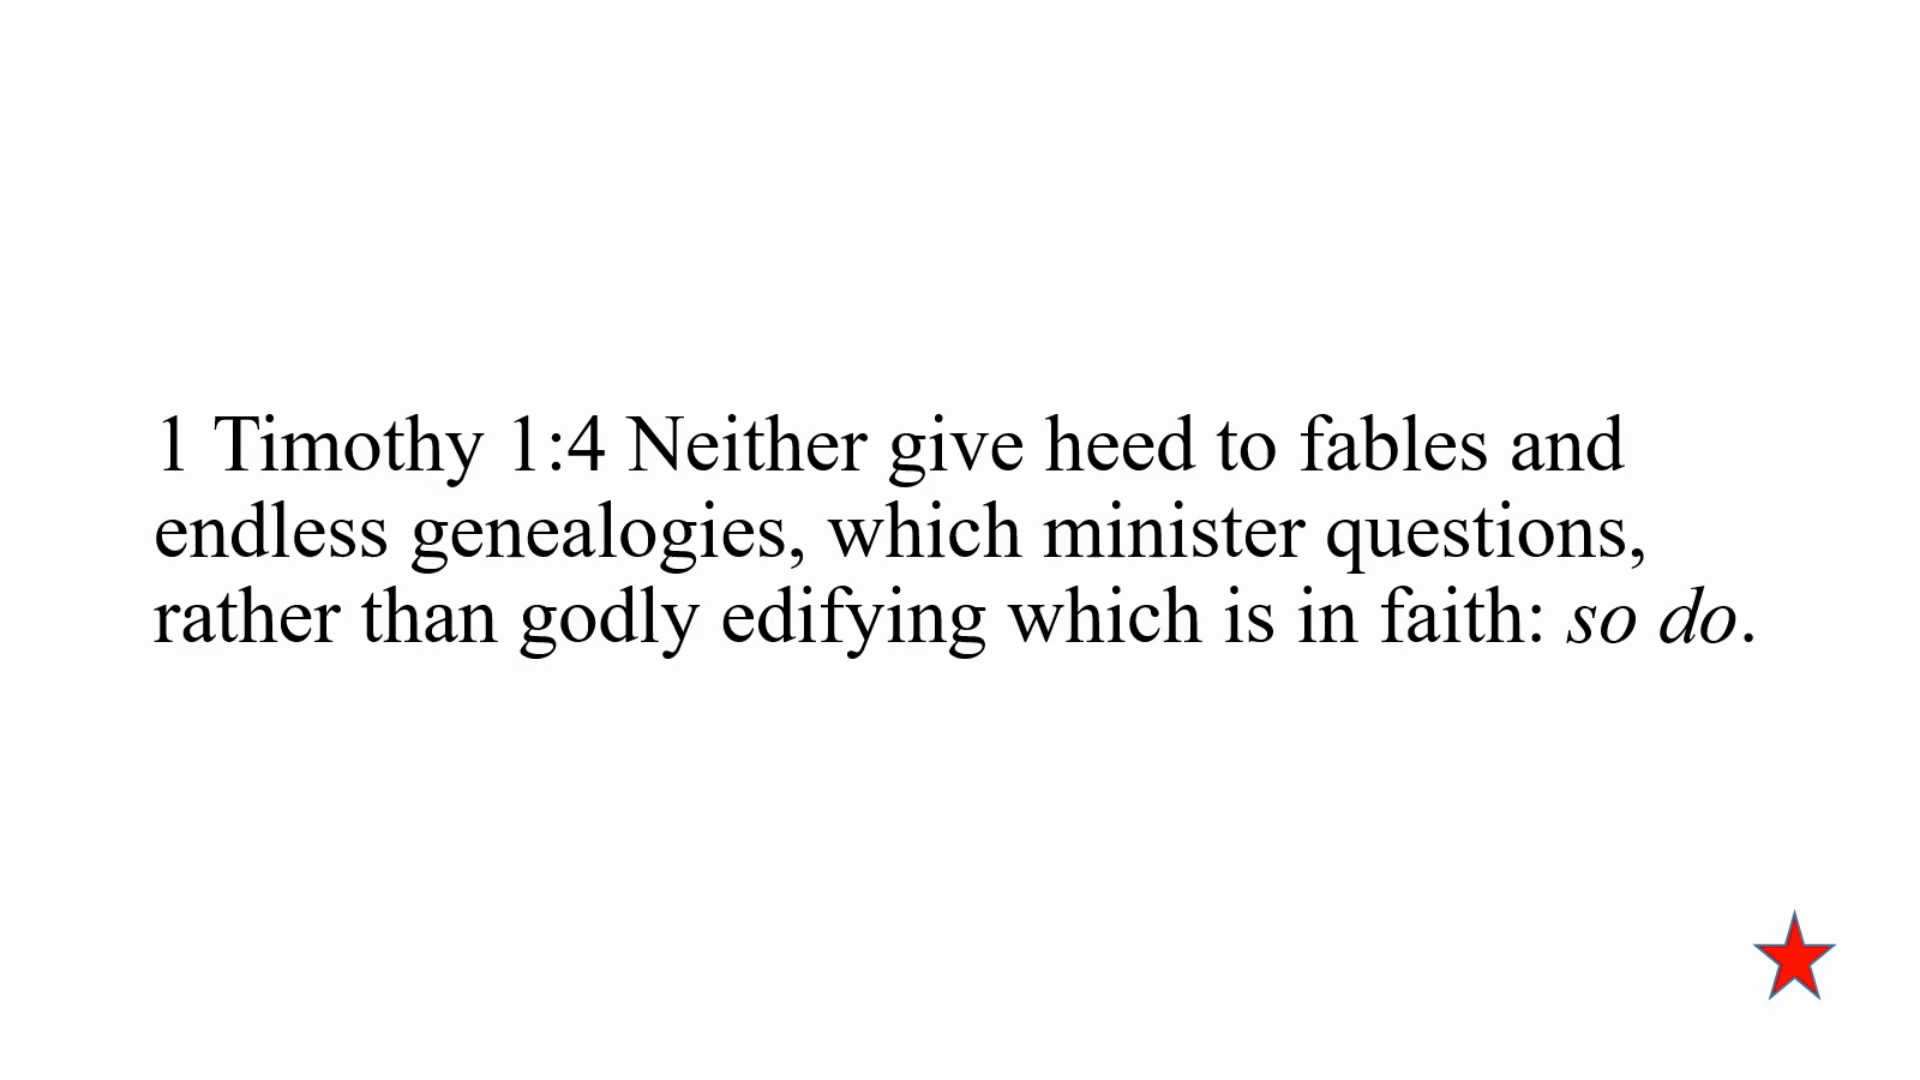 1 Timothy 1:4 Neither give heed to fables and
endless genealogies, which minister questions,
rather than godly edifying which is in faith: so do.